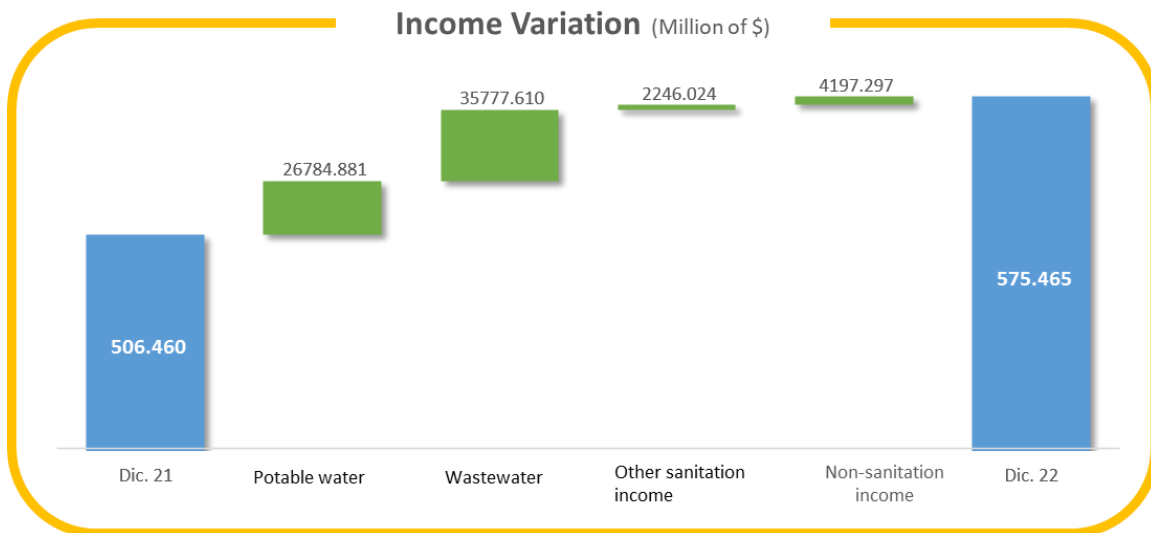 Income Variation (Million of $)
4197.297
35777.610
2246.024
26784.881
575.465
506.460
Dic. 21
Potable water
Wastewater
Other sanitation
income
Non-sanitation
income
Dic. 22